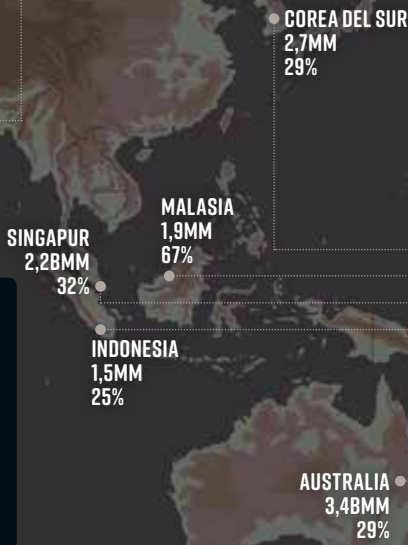 COREA DEL SUR
2,7MM
29%
MALASIA
1,9MM
67%
SINGAPUR
2,2BMM
32%
INDONESIA
1,5MM
25%
AUSTRALIA
3,4BMM
29%